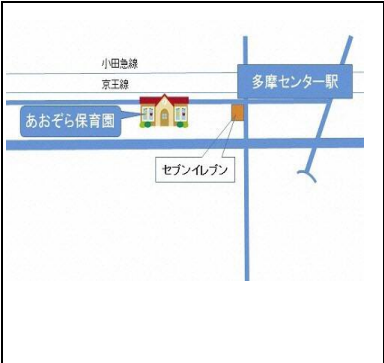 小田急線
京王線
多摩センター駅
あおぞら保育園
セブンイレブン